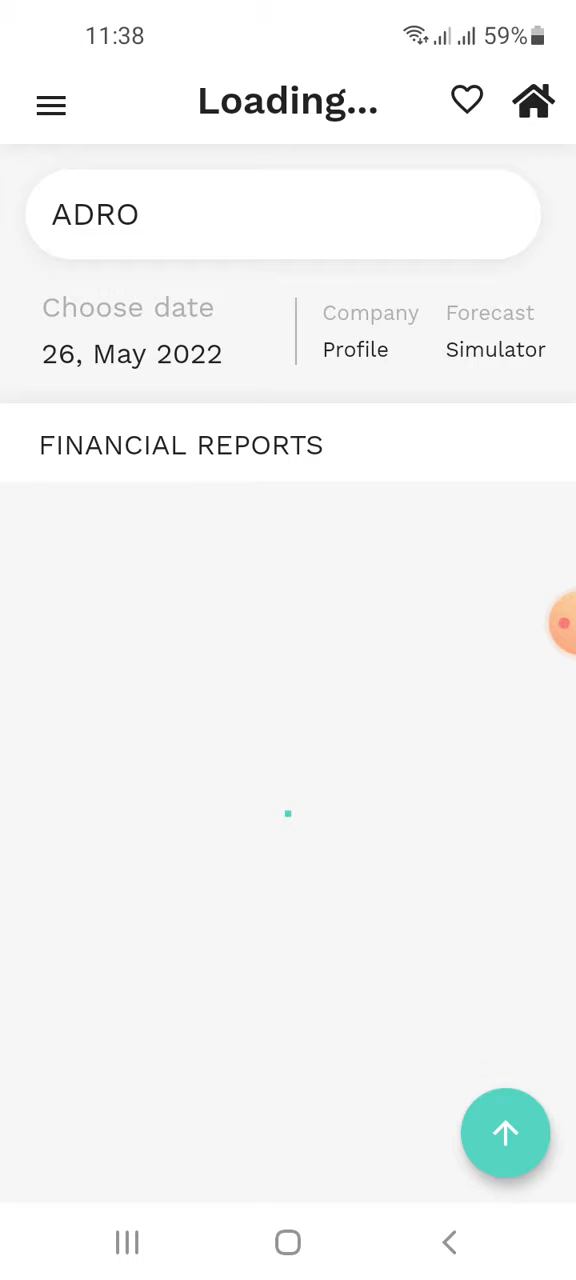 11:38
59%
Loading...
ADRO
Choose date
26, May 2022
Company
Profile
Forecast
Simulator
FINANCIAL REPORTS